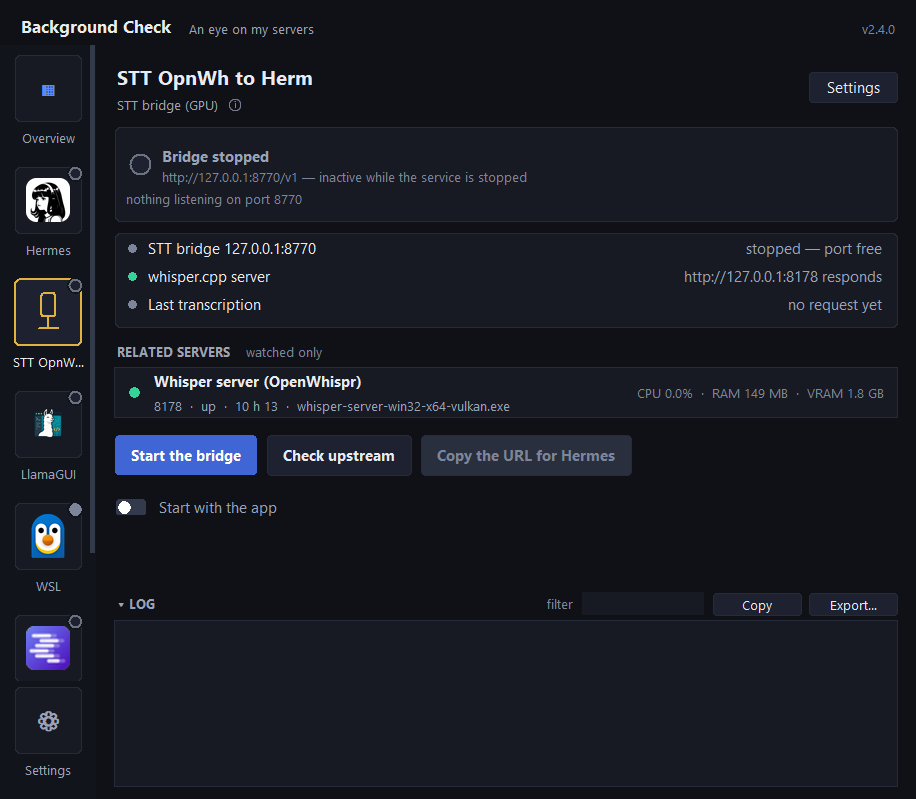 Background Check An eye on my servers v2.4.0
Overview
Hermes
STT OpnW...
LlamaGUI
WSL
Settings
STT OpnWh to Herm
STT bridge (GPU) ⓘ
Settings
Bridge stopped
http://127.0.0.1:8770/v1 — inactive while the service is stopped
nothing listening on port 8770
STT bridge 127.0.0.1:8770 stopped — port free
whisper.cpp server http://127.0.0.1:8178 responds
Last transcription no request yet
RELATED SERVERS watched only
Whisper server (OpenWhispr)
8178 · up · 10 h 13 · whisper-server-win32-x64-vulkan.exe
CPU 0.0% · RAM 149 MB · VRAM 1.8 GB
Start the bridge Check upstream Copy the URL for Hermes
Start with the app
▾ LOG filter Copy Export...